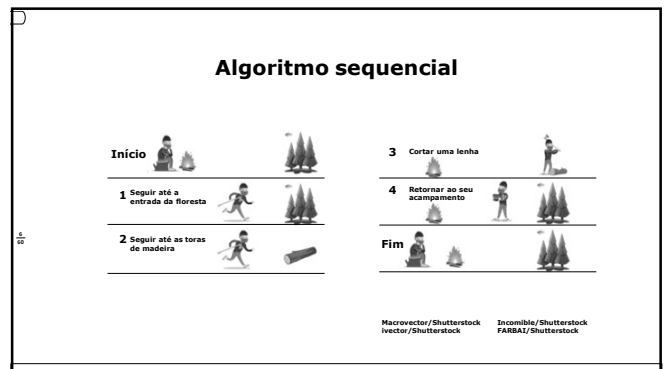 Algoritmo sequencial
Início
1 Seguir até a
entrada da floresta
2 Seguir até as toras
de madeira
3 Cortar uma lenha
4 Retornar ao seu
acampamento
Fim
6
60
Macrovector/Shutterstock
ivector/Shutterstock
Incomible/Shutterstock
FARBAI/Shutterstock